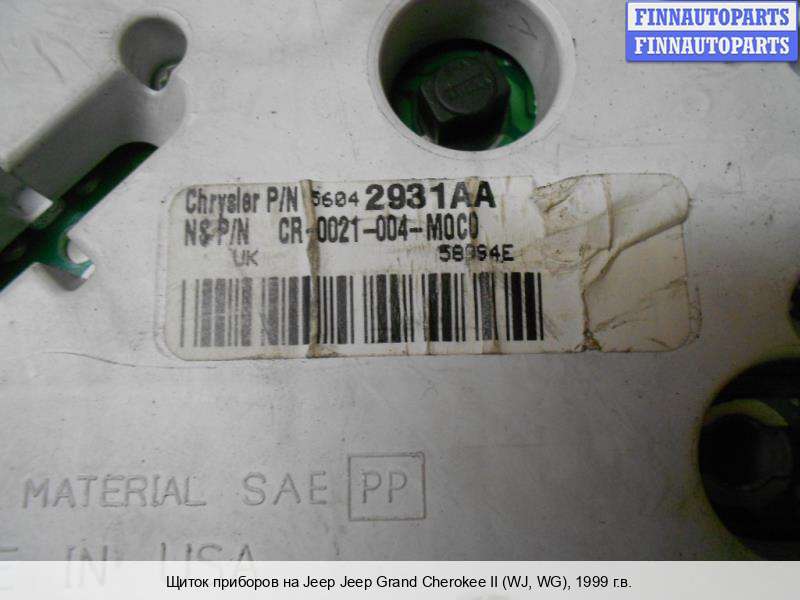 FINNAUTOPARTS
FINNAUTOPARTS
Chrysler P/N 56042931AA
NS P/N CR-0021-004-MOCO
UK 58094E
MATERIAL SAE PP
IN USA
Щиток приборов на Jeep Jeep Grand Cherokee II (WJ, WG), 1999 г.в.